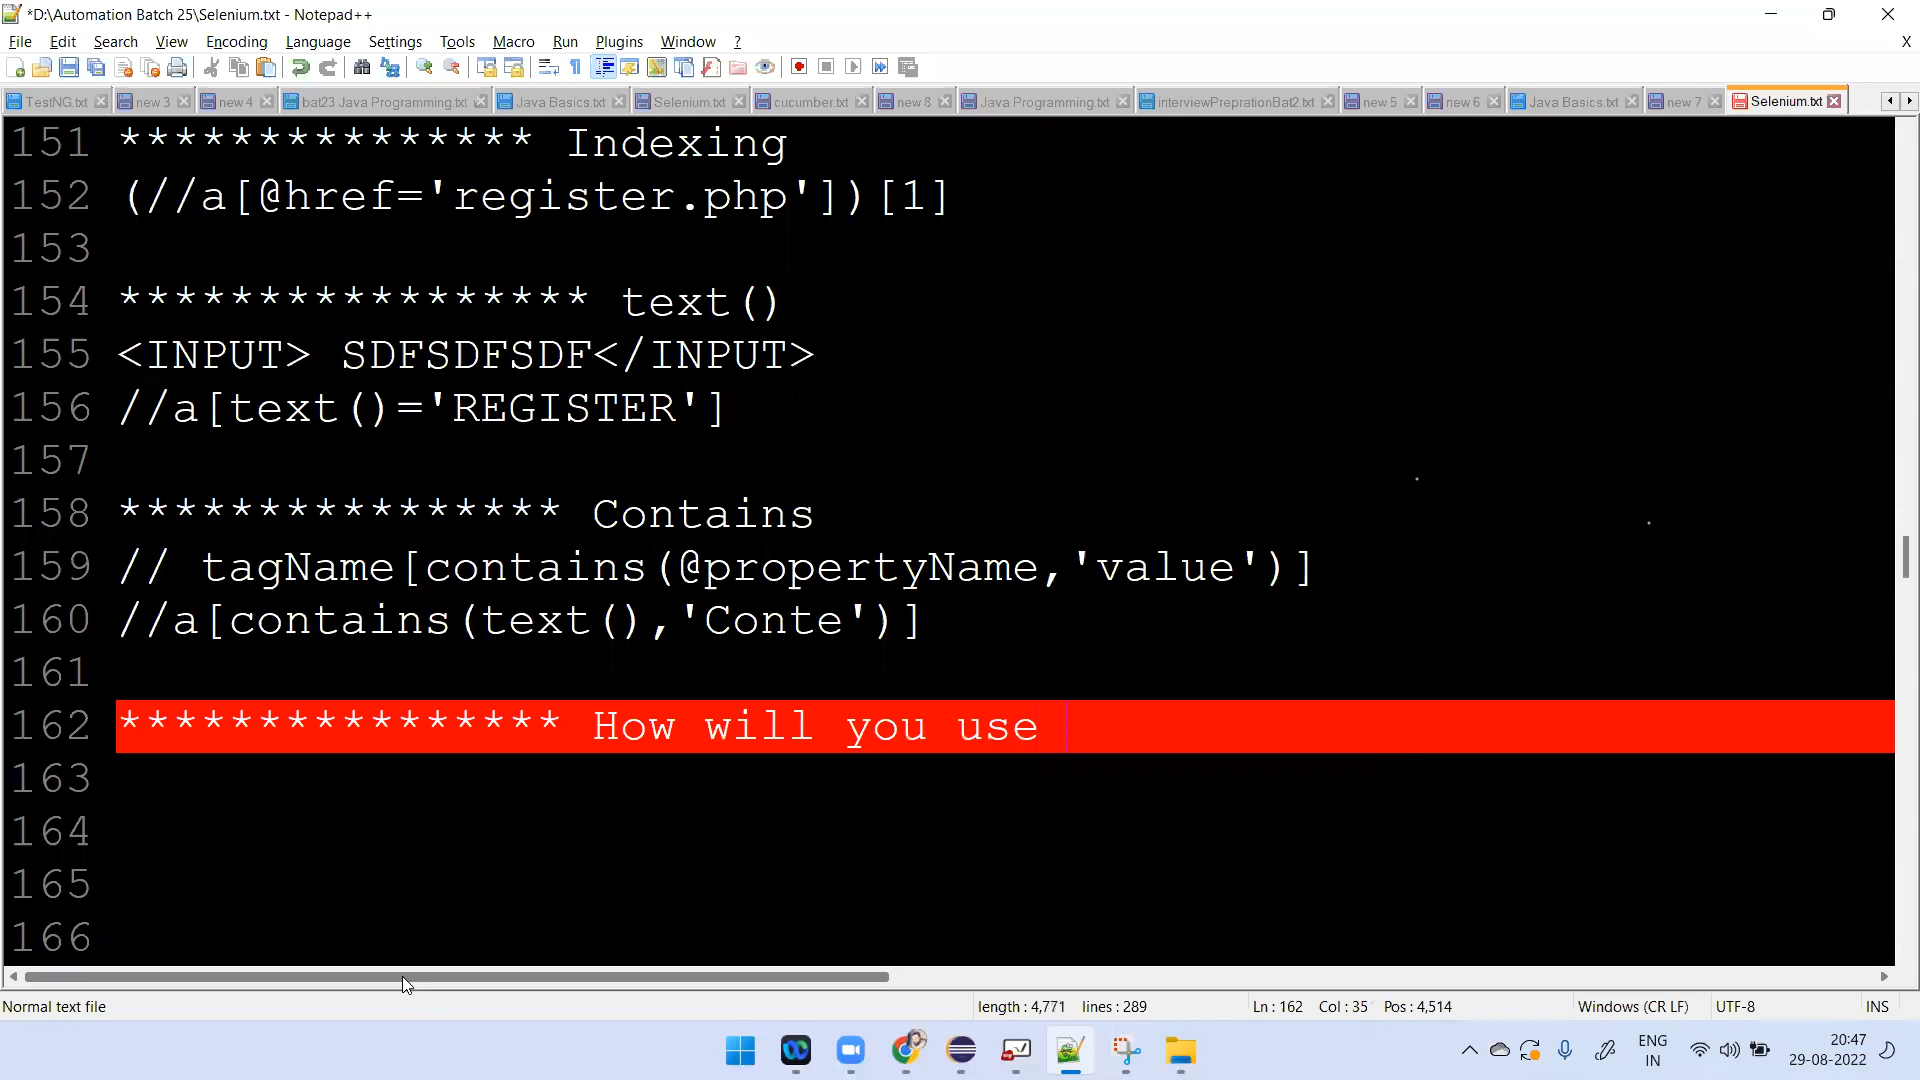 *D:\Automation Batch 25\Selenium.txt - Notepad++
File Edit Search View Encoding Language Settings Tools Macro Run Plugins Window ?
X
TestNG.txt new 3 new 4 bat23 Java Programming.txt Java Basics.txt Selenium.txt cucumber.txt new 8 Java Programming.txt interviewPreprationBat2.txt new 5 new 6 Java Basics.txt new 7 Selenium.txt
151 *************** Indexing
152 (//a[@href='register.php'])[1]
153
154 ***************** text()
155 <INPUT> SDFSDFSDF</INPUT>
156 //a[text()='REGISTER']
157
158 **************** Contains
159 // tagName[contains(@propertyName,'value')]
160 //a[contains(text(),'Conte')]
161
162 **************** How will you use
163
164
165
166
Normal text file length : 4,771 lines : 289 Ln : 162 Col : 35 Pos : 4,514 Windows (CR LF) UTF-8 INS
ENG
IN
20:47
29-08-2022